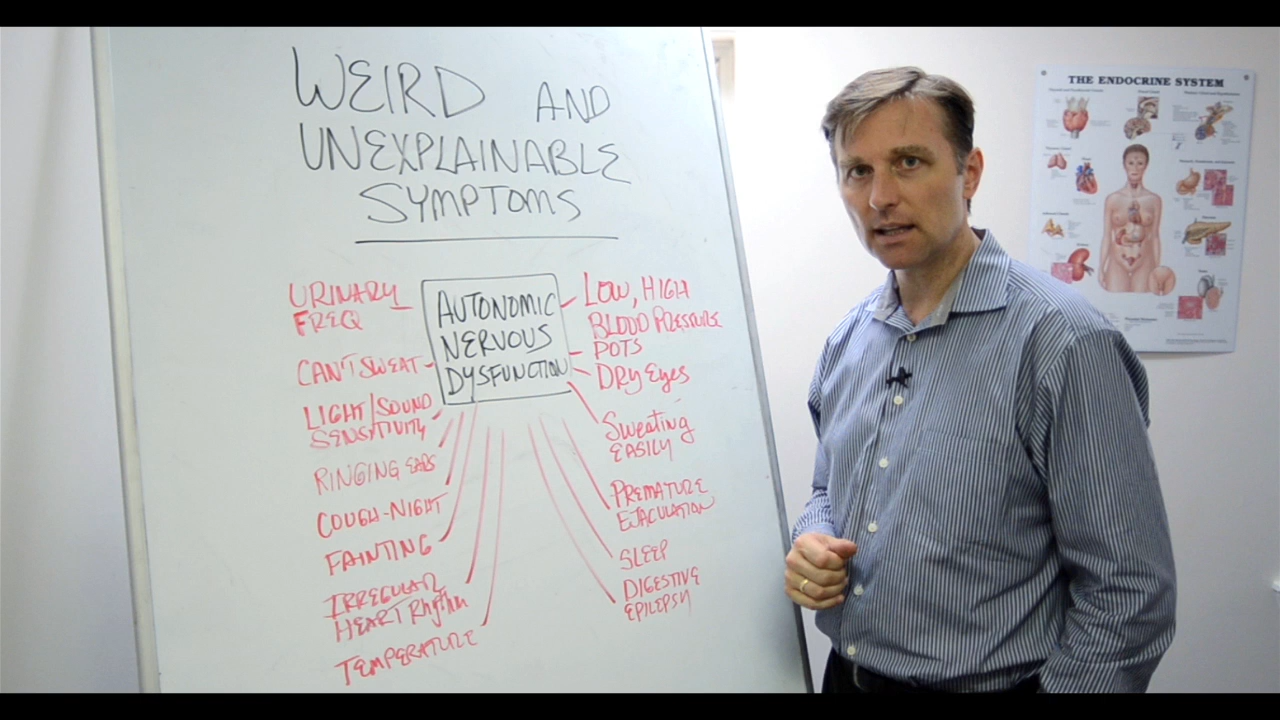 WEIRD AND
UNEXPLAINABLE
SYMPTOMS
AUTONOMIC
NERVOUS
DYSFUNCTION
URINARY
FREQ
CAN'T SWEAT
LIGHT/SOUND
SENSITIVITY
RINGING EARS
COUGH-NIGHT
FAINTING
IRREGULAR
HEART Rhythm
TEMPERATURE
LOW, HIGH
BLOOD PRESSURE
POTS
DRY EYES
SWEATING
EASILY
PREMATURE
EJACULATION
SLEEP
DIGESTIVE
EPILEPSY
THE ENDOCRINE SYSTEM